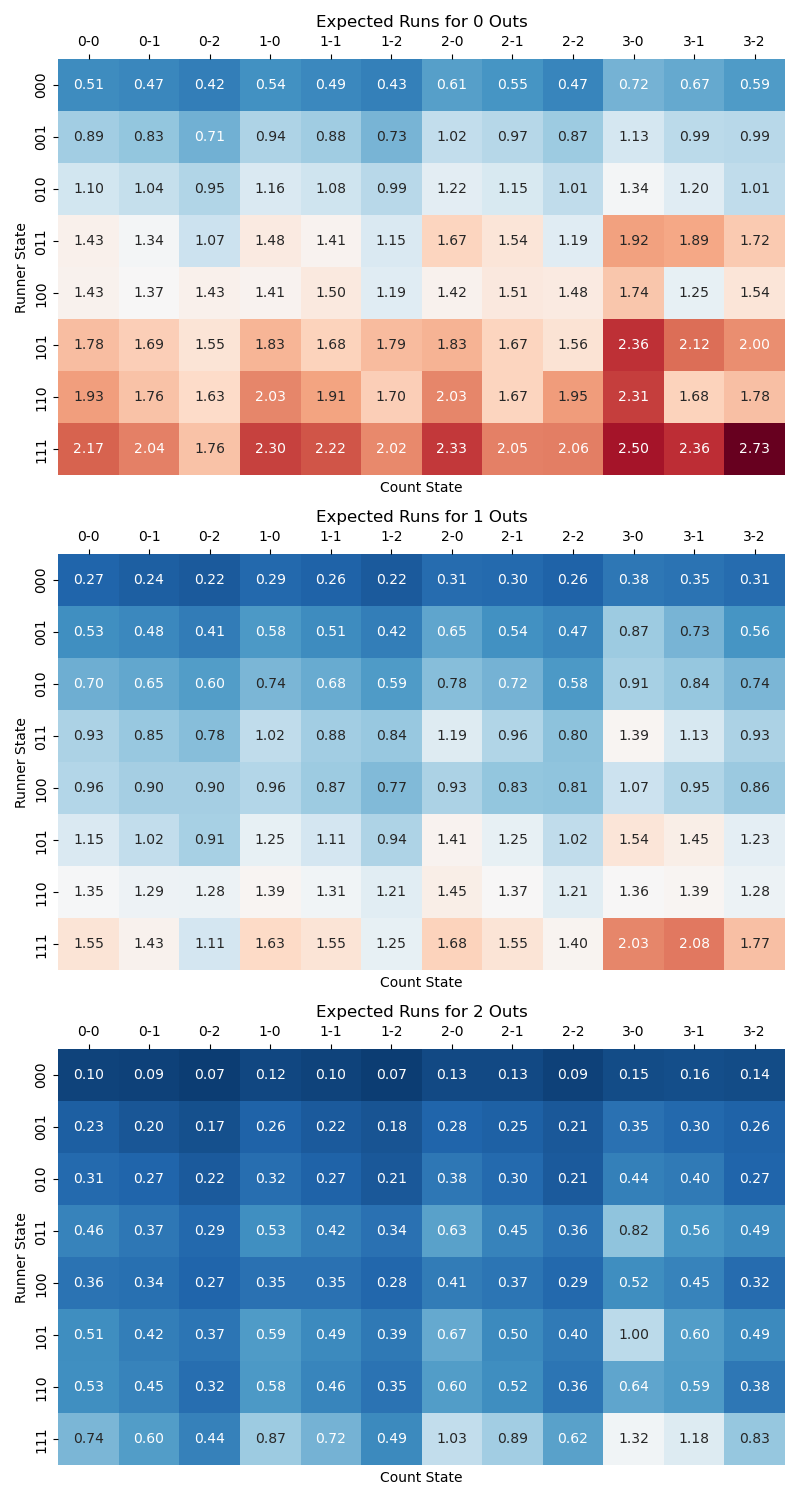 Expected Runs for 0 Outs
0-0 0-1 0-2 1-0 1-1 1-2 2-0 2-1 2-2 3-0 3-1 3-2
000 0.51 0.47 0.42 0.54 0.49 0.43 0.61 0.55 0.47 0.72 0.67 0.59
001 0.89 0.83 0.71 0.94 0.88 0.73 1.02 0.97 0.87 1.13 0.99 0.99
010 1.10 1.04 0.95 1.16 1.08 0.99 1.22 1.15 1.01 1.34 1.20 1.01
011 1.43 1.34 1.07 1.48 1.41 1.15 1.67 1.54 1.19 1.92 1.89 1.72
Runner State
100 1.43 1.37 1.43 1.41 1.50 1.19 1.42 1.51 1.48 1.74 1.25 1.54
101 1.78 1.69 1.55 1.83 1.68 1.79 1.83 1.67 1.56 2.36 2.12 2.00
110 1.93 1.76 1.63 2.03 1.91 1.70 2.03 1.67 1.95 2.31 1.68 1.78
111 2.17 2.04 1.76 2.30 2.22 2.02 2.33 2.05 2.06 2.50 2.36 2.73
Count State
Expected Runs for 1 Outs
0-0 0-1 0-2 1-0 1-1 1-2 2-0 2-1 2-2 3-0 3-1 3-2
000 0.27 0.24 0.22 0.29 0.26 0.22 0.31 0.30 0.26 0.38 0.35 0.31
001 0.53 0.48 0.41 0.58 0.51 0.42 0.65 0.54 0.47 0.87 0.73 0.56
010 0.70 0.65 0.60 0.74 0.68 0.59 0.78 0.72 0.58 0.91 0.84 0.74
011 0.93 0.85 0.78 1.02 0.88 0.84 1.19 0.96 0.80 1.39 1.13 0.93
Runner State
100 0.96 0.90 0.90 0.96 0.87 0.77 0.93 0.83 0.81 1.07 0.95 0.86
101 1.15 1.02 0.91 1.25 1.11 0.94 1.41 1.25 1.02 1.54 1.45 1.23
110 1.35 1.29 1.28 1.39 1.31 1.21 1.45 1.37 1.21 1.36 1.39 1.28
111 1.55 1.43 1.11 1.63 1.55 1.25 1.68 1.55 1.40 2.03 2.08 1.77
Count State
Expected Runs for 2 Outs
0-0 0-1 0-2 1-0 1-1 1-2 2-0 2-1 2-2 3-0 3-1 3-2
000 0.10 0.09 0.07 0.12 0.10 0.07 0.13 0.13 0.09 0.15 0.16 0.14
001 0.23 0.20 0.17 0.26 0.22 0.18 0.28 0.25 0.21 0.35 0.30 0.26
010 0.31 0.27 0.22 0.32 0.27 0.21 0.38 0.30 0.21 0.44 0.40 0.27
011 0.46 0.37 0.29 0.53 0.42 0.34 0.63 0.45 0.36 0.82 0.56 0.49
Runner State
100 0.36 0.34 0.27 0.35 0.35 0.28 0.41 0.37 0.29 0.52 0.45 0.32
101 0.51 0.42 0.37 0.59 0.49 0.39 0.67 0.50 0.40 1.00 0.60 0.49
110 0.53 0.45 0.32 0.58 0.46 0.35 0.60 0.52 0.36 0.64 0.59 0.38
111 0.74 0.60 0.44 0.87 0.72 0.49 1.03 0.89 0.62 1.32 1.18 0.83
Count State